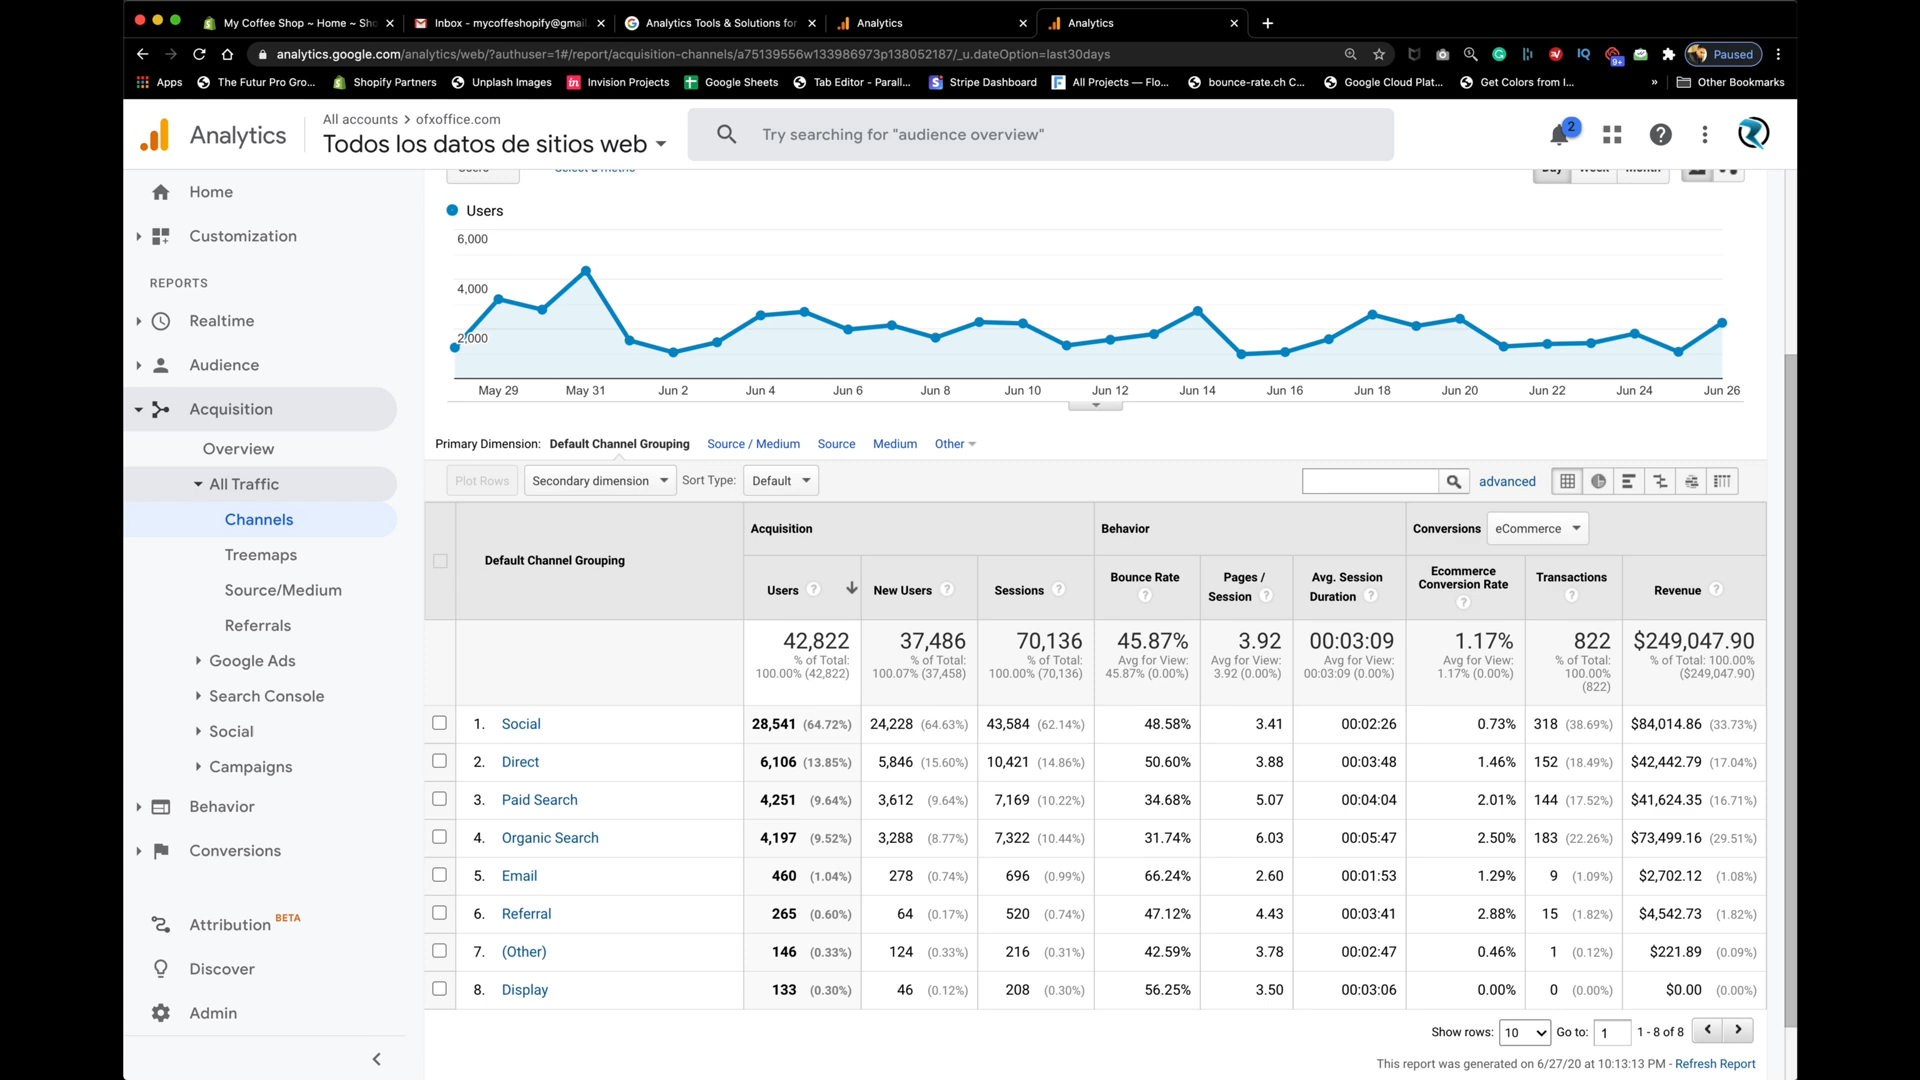 My Coffee Shop ~ Home ~ Sho
Inbox - mycoffeshopify@gmai
Analytics Tools & Solutions for
Analytics
Analytics
analytics.google.com/analytics/web/?authuser=1#/report/acquisition-channels/a75139556w133986973p138052187/_u.dateOption=last30days
9+
Paused
Apps
The Futur Pro Gro...
Shopify Partners
Unplash Images
in
Invision Projects
Google Sheets
Tab Editor - Parall...
Stripe Dashboard
All Projects — Flo...
bounce-rate.ch C...
Google Cloud Plat...
Get Colors from I...
»
Other Bookmarks
Analytics
All accounts > ofxoffice.com
Todos los datos de sitios web
Try searching for "audience overview"
2
Home
Customization
REPORTS
Realtime
Audience
Acquisition
Overview
All Traffic
Channels
Treemaps
Source/Medium
Referrals
Google Ads
Search Console
Social
Campaigns
Behavior
Conversions
Attribution BETA
Discover
Admin
Users
Select a metric
Day Week Month
Users
6,000
4,000
2,000
May 29 May 31 Jun 2 Jun 4 Jun 6 Jun 8 Jun 10 Jun 12 Jun 14 Jun 16 Jun 18 Jun 20 Jun 22 Jun 24 Jun 26
Primary Dimension: Default Channel Grouping Source / Medium Source Medium Other
Plot Rows Secondary dimension Sort Type: Default advanced
Default Channel Grouping
Acquisition
Behavior
Conversions eCommerce
Users
New Users
Sessions
Bounce Rate
Pages /
Session
Avg. Session
Duration
Ecommerce
Conversion Rate
Transactions
Revenue
42,822 37,486 70,136 45.87% 3.92 00:03:09 1.17% 822 $249,047.90
% of Total: % of Total: % of Total: Avg for View: Avg for View: Avg for View: Avg for View: % of Total: % of Total: 100.00%
100.00% (42,822) 100.07% (37,458) 100.00% (70,136) 45.87% (0.00%) 3.92 (0.00%) 00:03:09 (0.00%) 1.17% (0.00%) 100.00% ($249,047.90)
(822)
1. Social 28,541 (64.72%) 24,228 (64.63%) 43,584 (62.14%) 48.58% 3.41 00:02:26 0.73% 318 (38.69%) $84,014.86 (33.73%)
2. Direct 6,106 (13.85%) 5,846 (15.60%) 10,421 (14.86%) 50.60% 3.88 00:03:48 1.46% 152 (18.49%) $42,442.79 (17.04%)
3. Paid Search 4,251 (9.64%) 3,612 (9.64%) 7,169 (10.22%) 34.68% 5.07 00:04:04 2.01% 144 (17.52%) $41,624.35 (16.71%)
4. Organic Search 4,197 (9.52%) 3,288 (8.77%) 7,322 (10.44%) 31.74% 6.03 00:05:47 2.50% 183 (22.26%) $73,499.16 (29.51%)
5. Email 460 (1.04%) 278 (0.74%) 696 (0.99%) 66.24% 2.60 00:01:53 1.29% 9 (1.09%) $2,702.12 (1.08%)
6. Referral 265 (0.60%) 64 (0.17%) 520 (0.74%) 47.12% 4.43 00:03:41 2.88% 15 (1.82%) $4,542.73 (1.82%)
7. (Other) 146 (0.33%) 124 (0.33%) 216 (0.31%) 42.59% 3.78 00:02:47 0.46% 1 (0.12%) $221.89 (0.09%)
8. Display 133 (0.30%) 46 (0.12%) 208 (0.30%) 56.25% 3.50 00:03:06 0.00% 0 (0.00%) $0.00 (0.00%)
Show rows: 10 Go to: 1 1 - 8 of 8
This report was generated on 6/27/20 at 10:13:13 PM - Refresh Report